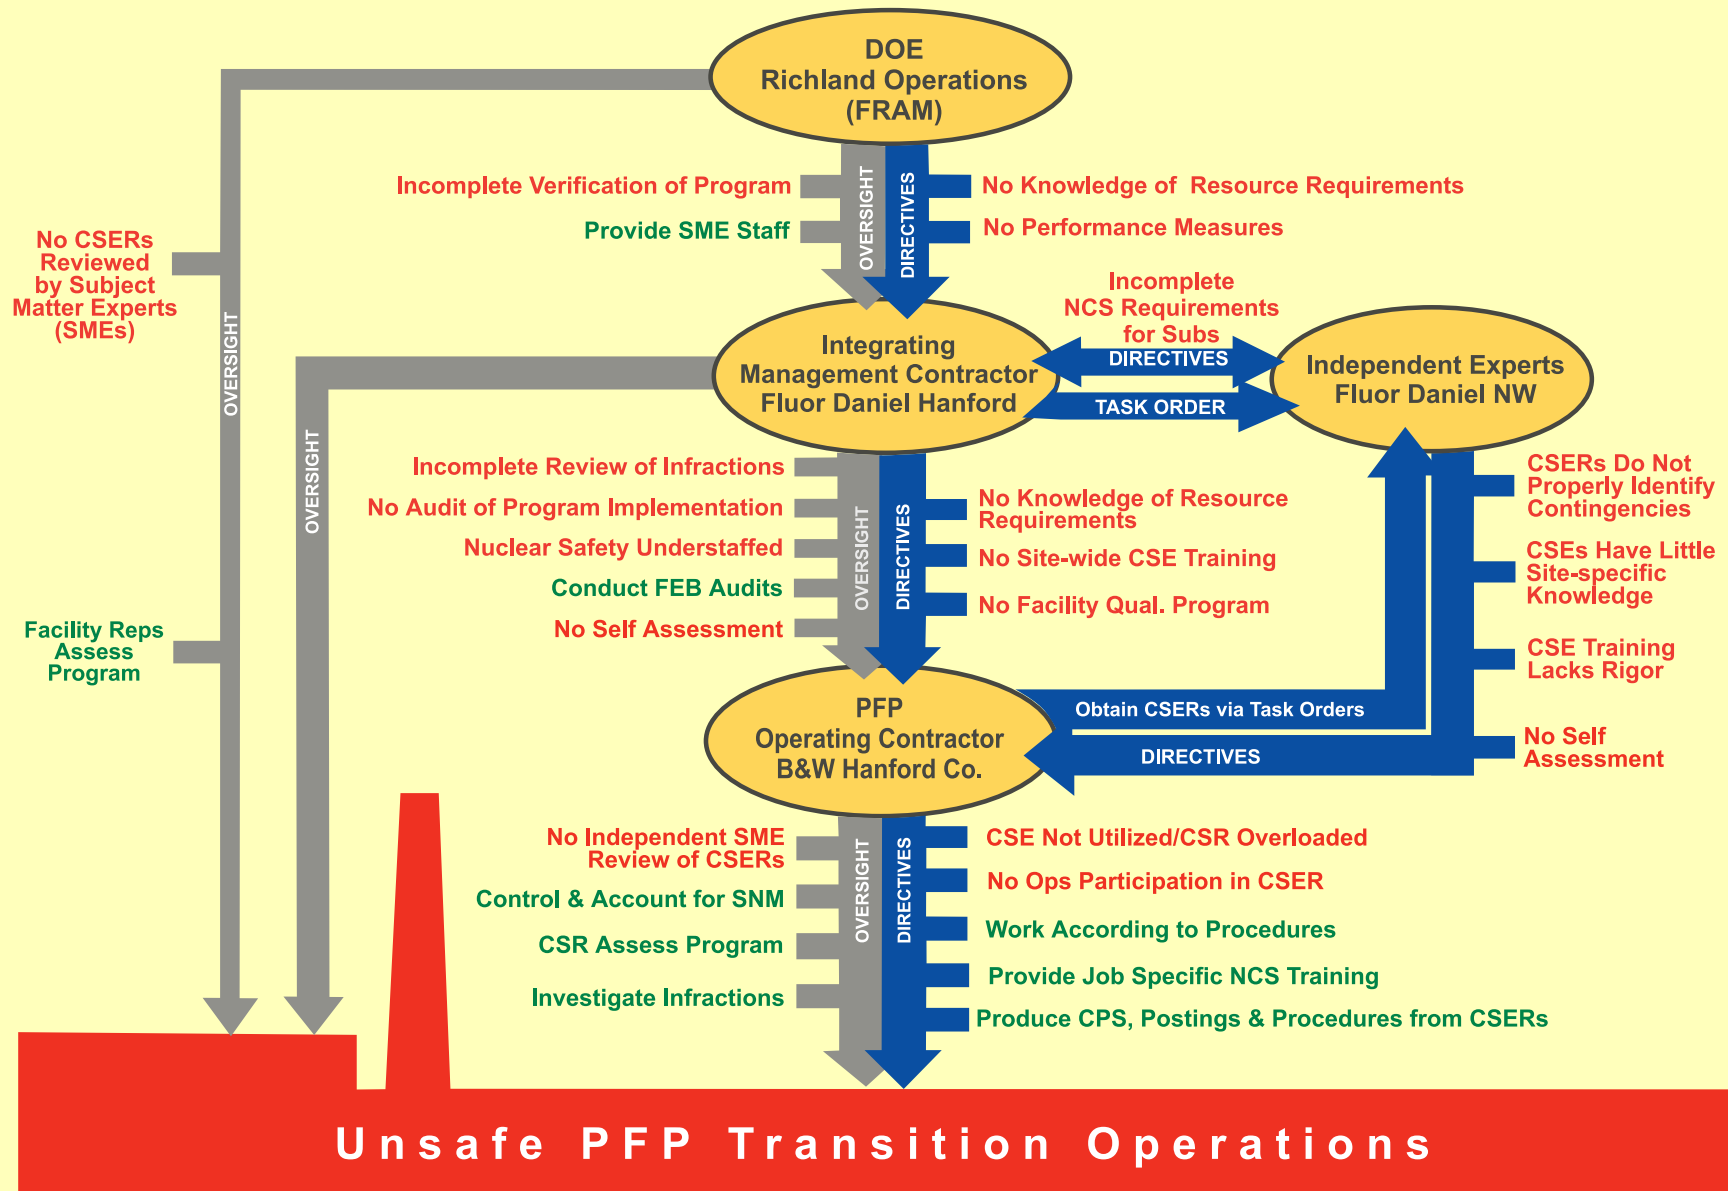 DOE
Richland Operations
(FRAM)
OVERSIGHT
DIRECTIVES
Incomplete Verification of Program
Provide SME Staff
No Knowledge of Resource Requirements
No Performance Measures
No CSERs
Reviewed
by Subject
Matter Experts
(SMEs)
OVERSIGHT
Facility Reps
Assess
Program
OVERSIGHT
Integrating
Management Contractor
Fluor Daniel Hanford
Incomplete
NCS Requirements
for Subs
DIRECTIVES
TASK ORDER
Independent Experts
Fluor Daniel NW
Incomplete Review of Infractions
No Audit of Program Implementation
Nuclear Safety Understaffed
Conduct FEB Audits
No Self Assessment
OVERSIGHT
DIRECTIVES
No Knowledge of Resource
Requirements
No Site-wide CSE Training
No Facility Qual. Program
CSERs Do Not
Properly Identify
Contingencies
CSEs Have Little
Site-specific
Knowledge
CSE Training
Lacks Rigor
No Self
Assessment
PFP
Operating Contractor
B&W Hanford Co.
Obtain CSERs via Task Orders
DIRECTIVES
No Independent SME
Review of CSERs
Control & Account for SNM
CSR Assess Program
Investigate Infractions
OVERSIGHT
DIRECTIVES
CSE Not Utilized/CSR Overloaded
No Ops Participation in CSER
Work According to Procedures
Provide Job Specific NCS Training
Produce CPS, Postings & Procedures from CSERs
Unsafe PFP Transition Operations